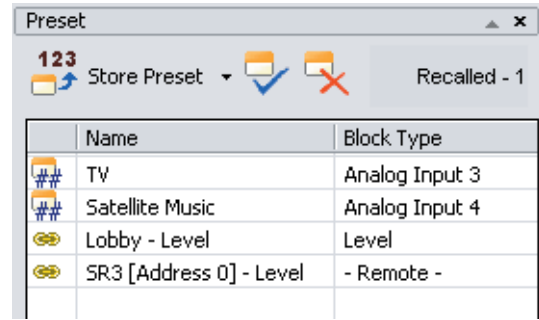 Preset
123 Store Preset Recalled - 1
Name Block Type
## TV Analog Input 3
## Satellite Music Analog Input 4
Lobby - Level Level
SR3 [Address 0] - Level - Remote -